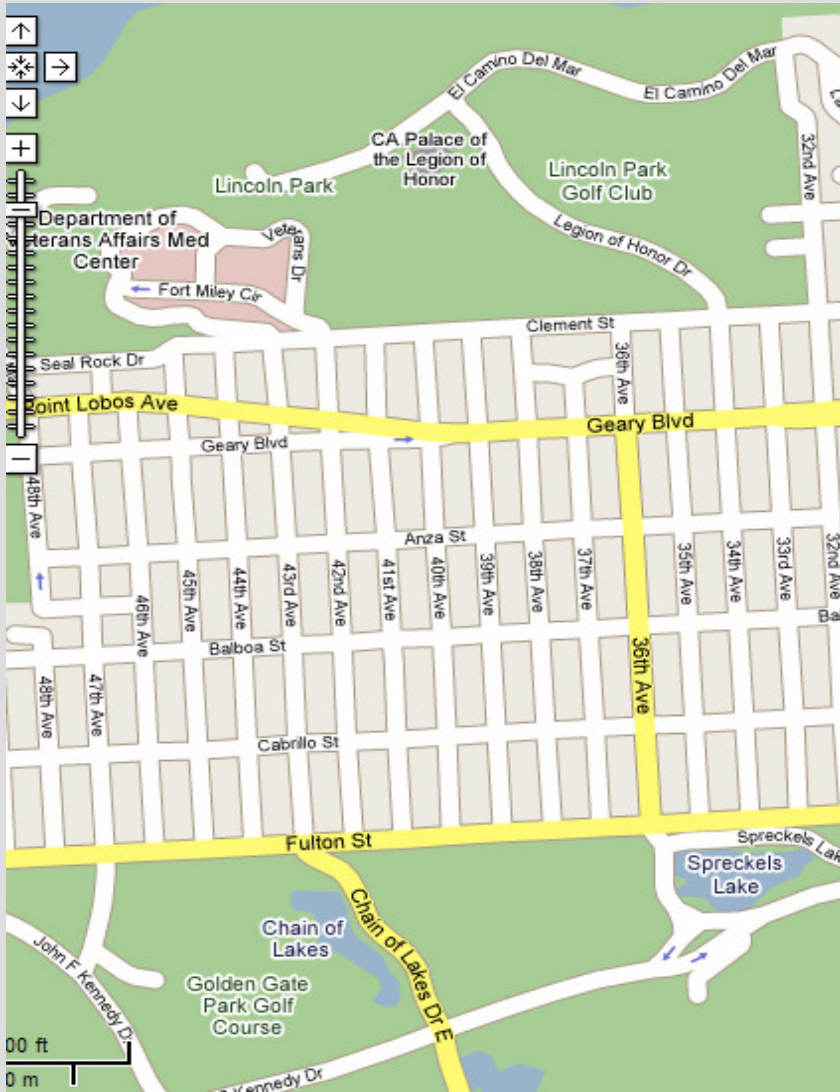 El Camino Del Mar
El Camino Del Mar
CA Palace of
the Legion of
Honor
32nd Ave
Lincoln Park
Lincoln Park
Golf Club
Department of
Affairs Med
Center
Veterans Dr
Legion of Honor Dr
Fort Miley Cir
Clement St
Seal Rock Dr
36th Ave
Point Lobos Ave
Geary Blvd
Geary Blvd
48th Ave
Anza St
46th Ave
45th Ave
44th Ave
43rd Ave
42nd Ave
41st Ave
40th Ave
39th Ave
38th Ave
37th Ave
35th Ave
34th Ave
33rd Ave
32nd Ave
Ba
Balboa St
36th Ave
48th Ave
47th Ave
Cabrillo St
Fulton St
Spreckels Lak
Spreckels
Lake
Chain of
Lakes
Chain of Lakes Dr E
John F Kennedy D
Golden Gate
Park Golf
Course
00 ft
0 m
Kennedy Dr